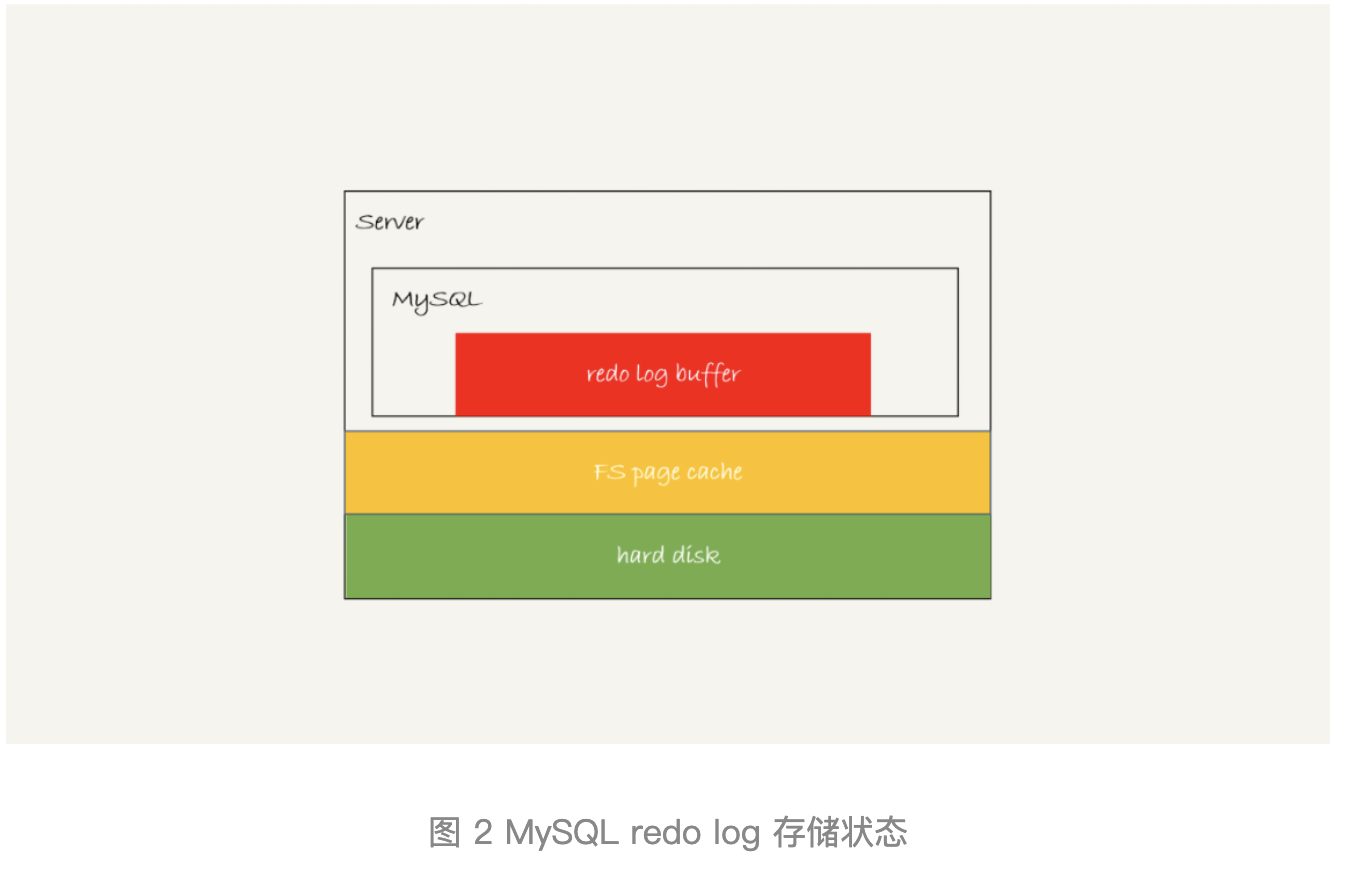 Server
MySQL
redo log buffer
FS page cache
hard disk
图 2 MySQL redo log 存储状态